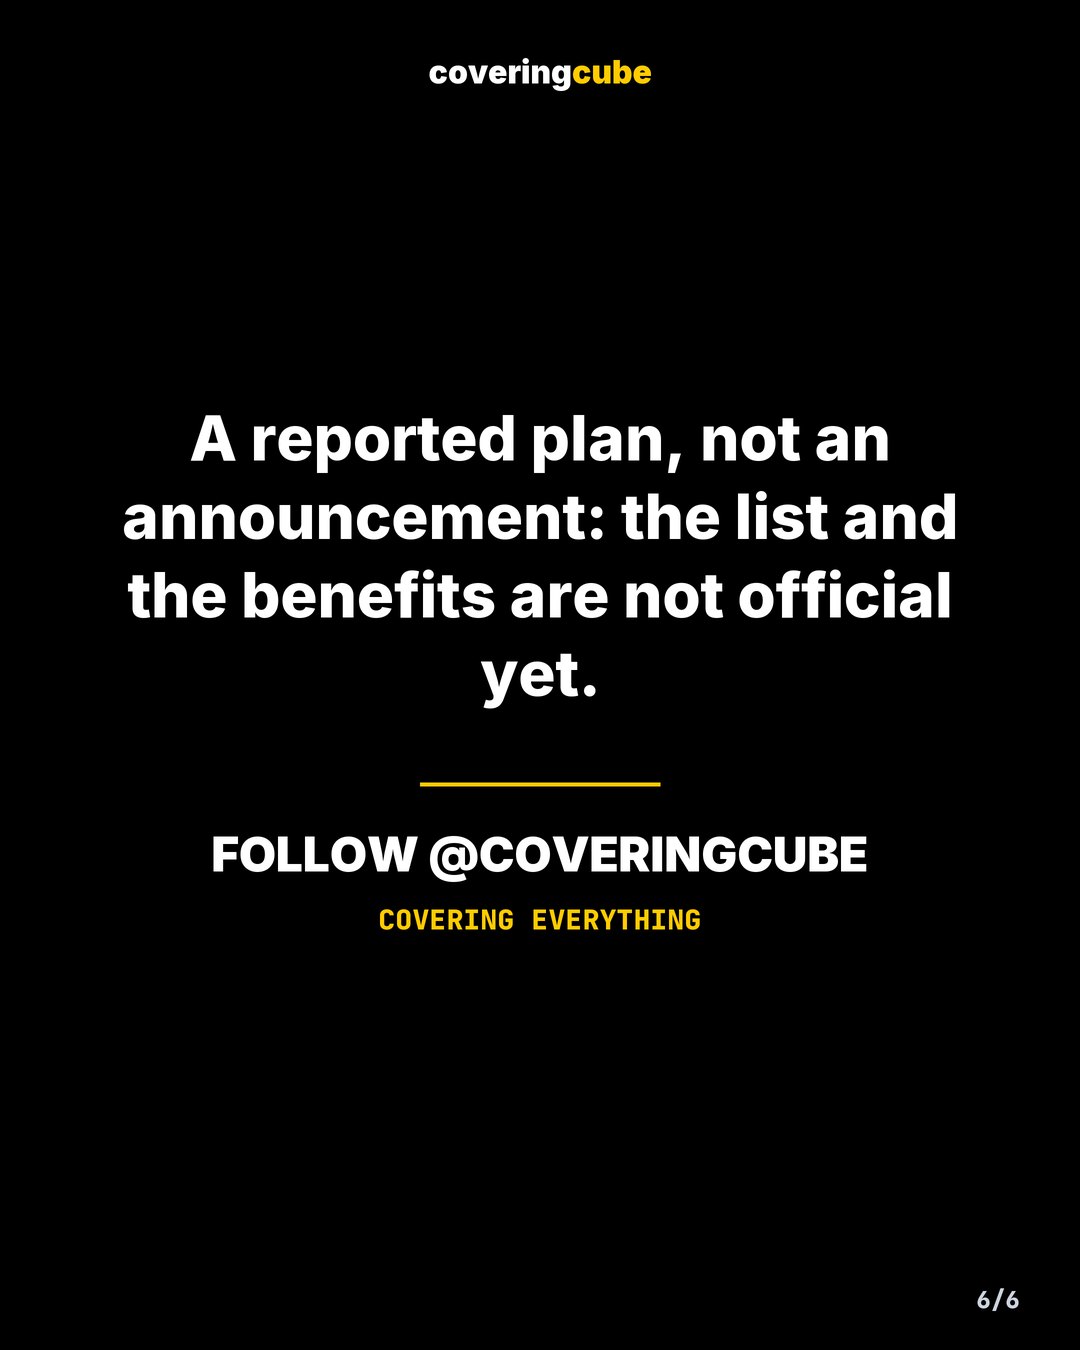 coveringcube
A reported plan, not an
announcement: the list and
the benefits are not official
yet.
FOLLOW @COVERINGCUBE
COVERING EVERYTHING
6/6